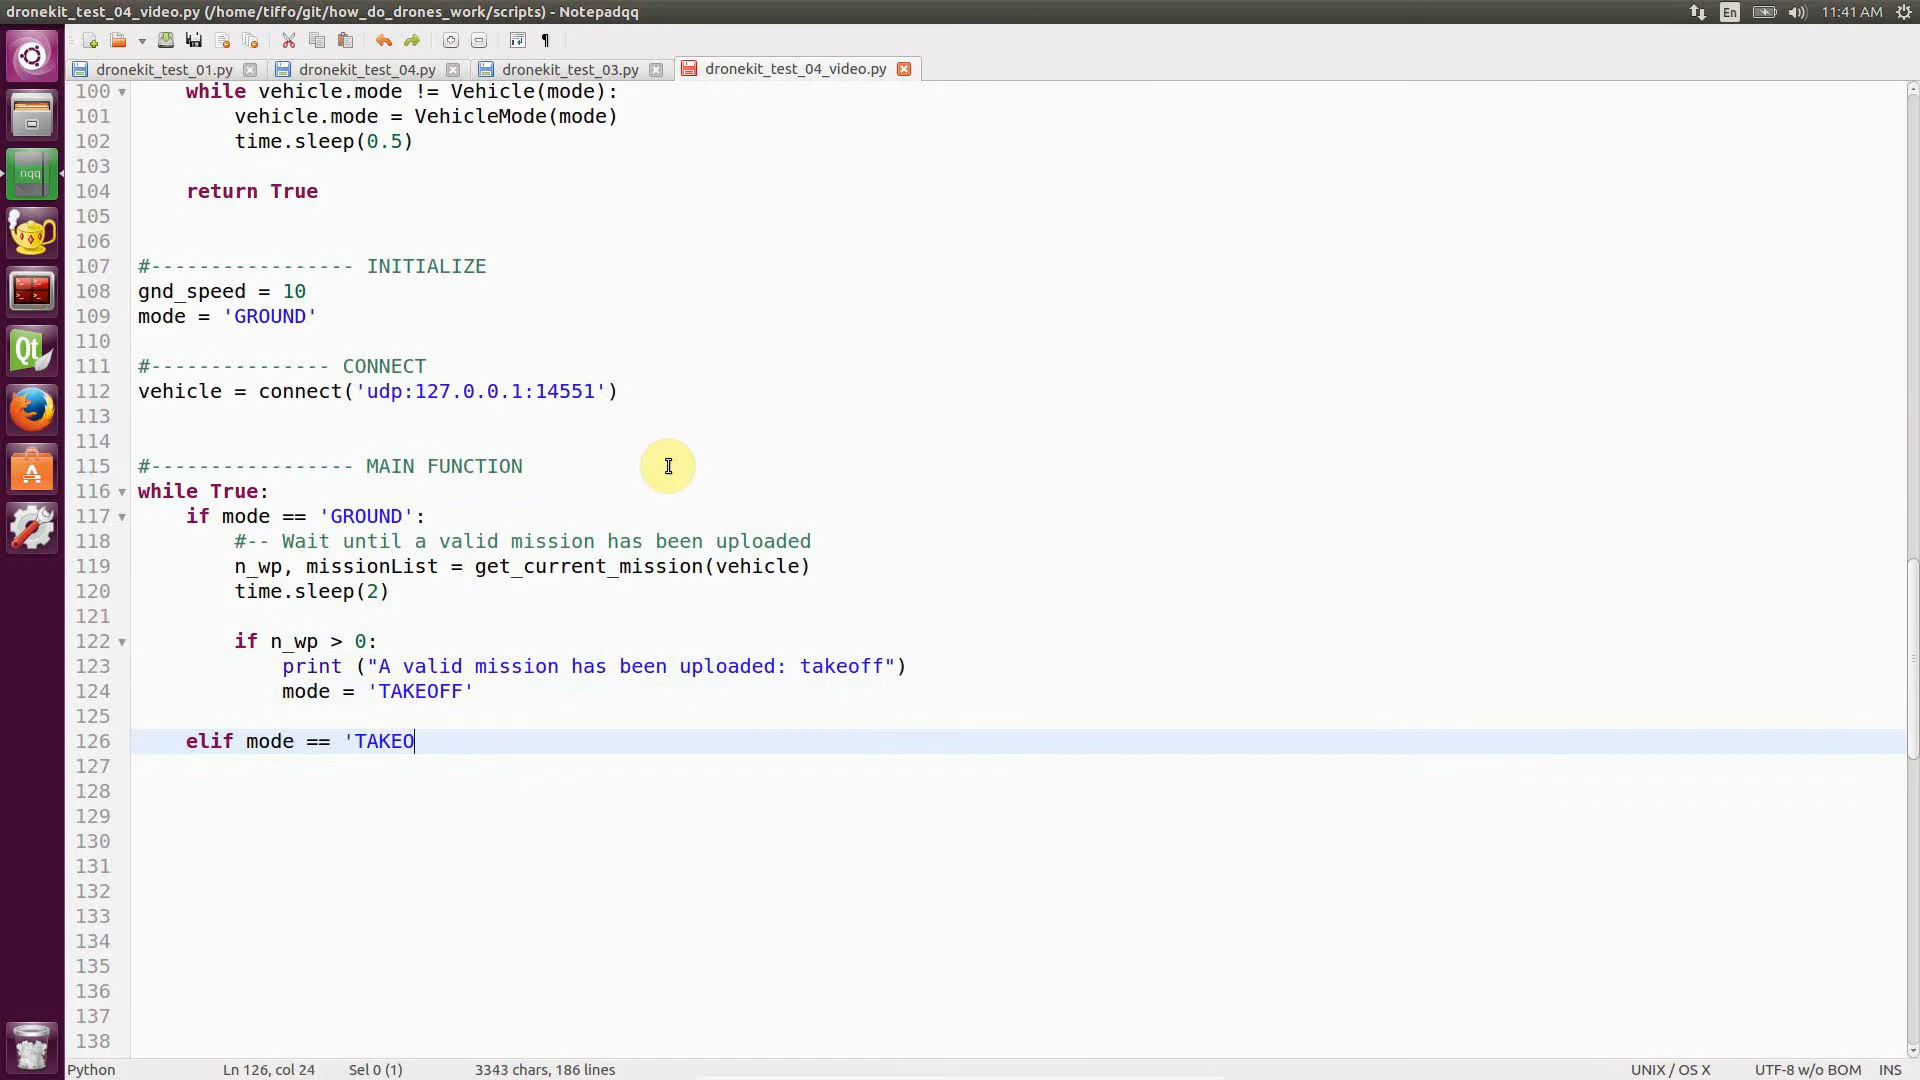 dronekit_test_04_video.py (/home/tiffo/git/how_do_drones_work/scripts) - Notepadqq
En
11:41 AM
dronekit_test_01.py
dronekit_test_04.py
dronekit_test_03.py
dronekit_test_04_video.py
100 while vehicle.mode != Vehicle(mode):
101 vehicle.mode = VehicleMode(mode)
102 time.sleep(0.5)
103
104 return True
105
106
107 #----------------- INITIALIZE
108 gnd_speed = 10
109 mode = 'GROUND'
110
111 #--------------- CONNECT
112 vehicle = connect('udp:127.0.0.1:14551')
113
114
115 #----------------- MAIN FUNCTION
116 while True:
117 if mode == 'GROUND':
118 #-- Wait until a valid mission has been uploaded
119 n_wp, missionList = get_current_mission(vehicle)
120 time.sleep(2)
121
122 if n_wp > 0:
123 print ("A valid mission has been uploaded: takeoff")
124 mode = 'TAKEOFF'
125
126 elif mode == 'TAKEO
127
128
129
130
131
132
133
134
135
136
137
138
nqq
Qt
Python
Ln 126, col 24
Sel 0 (1)
3343 chars, 186 lines
UNIX / OS X
UTF-8 w/o BOM
INS